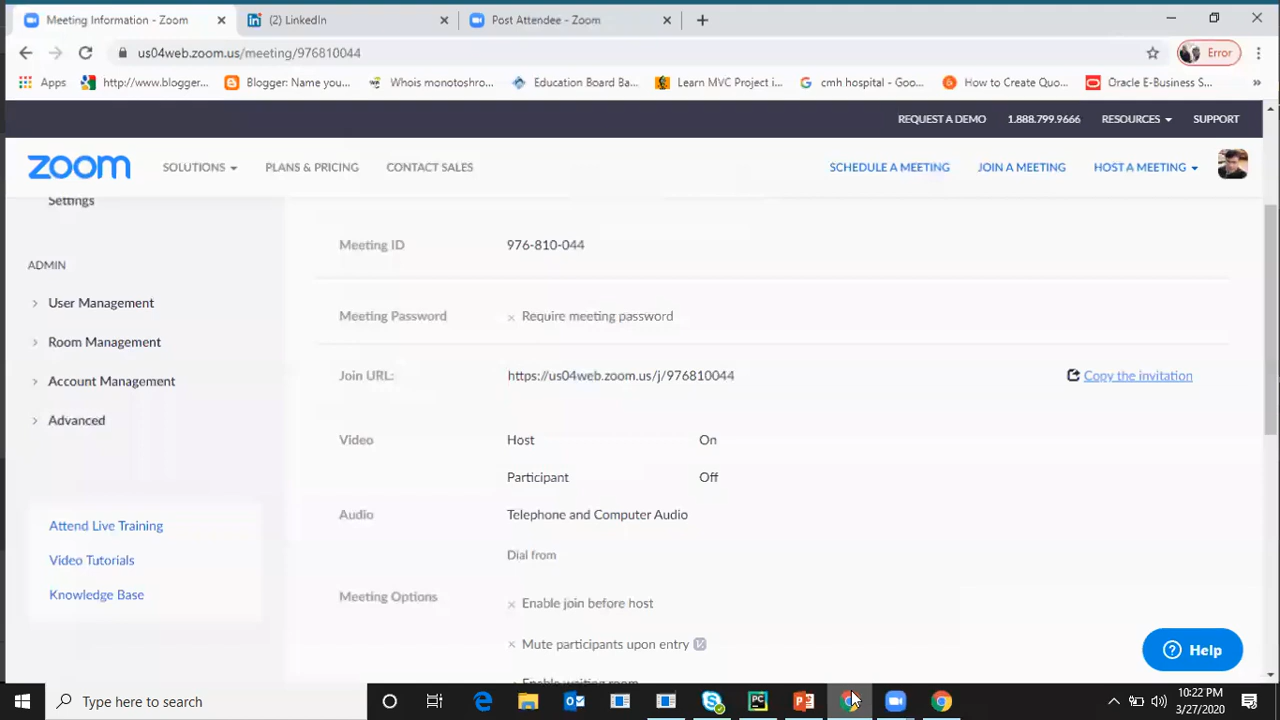 Meeting Information - Zoom
(2) LinkedIn
Post Attendee - Zoom
us04web.zoom.us/meeting/976810044
Error
Apps
http://www.blogger...
Blogger: Name you...
Whois monotoshro...
Education Board Ba...
Learn MVC Project i...
cmh hospital - Goo...
How to Create Quo...
Oracle E-Business S...
REQUEST A DEMO
1.888.799.9666
RESOURCES
SUPPORT
zoom
SOLUTIONS
PLANS & PRICING
CONTACT SALES
SCHEDULE A MEETING
JOIN A MEETING
HOST A MEETING
Settings
ADMIN
User Management
Room Management
Account Management
Advanced
Attend Live Training
Video Tutorials
Knowledge Base
Meeting ID
976-810-044
Meeting Password
Require meeting password
Join URL:
https://us04web.zoom.us/j/976810044
Copy the invitation
Video
Host
On
Participant
Off
Audio
Telephone and Computer Audio
Dial from
Meeting Options
Enable join before host
Mute participants upon entry
Enable waiting room
Help
Type here to search
10:22 PM
3/27/2020